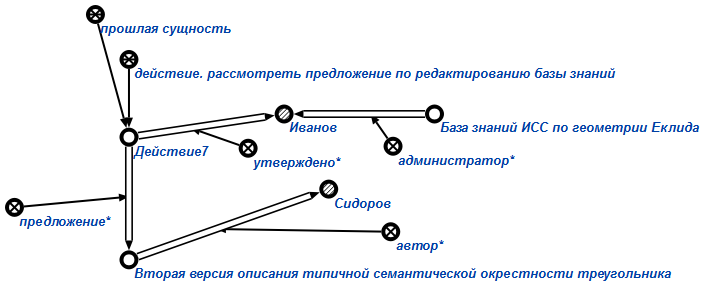 прошлая сущность
действие. рассмотреть предложение по редактированию базы знаний
Иванов
База знаний ИСС по геометрии Еклида
Действие7
утверждено*
администратор*
Сидоров
предложение*
автор*
Вторая версия описания типичной семантической окрестности треугольника